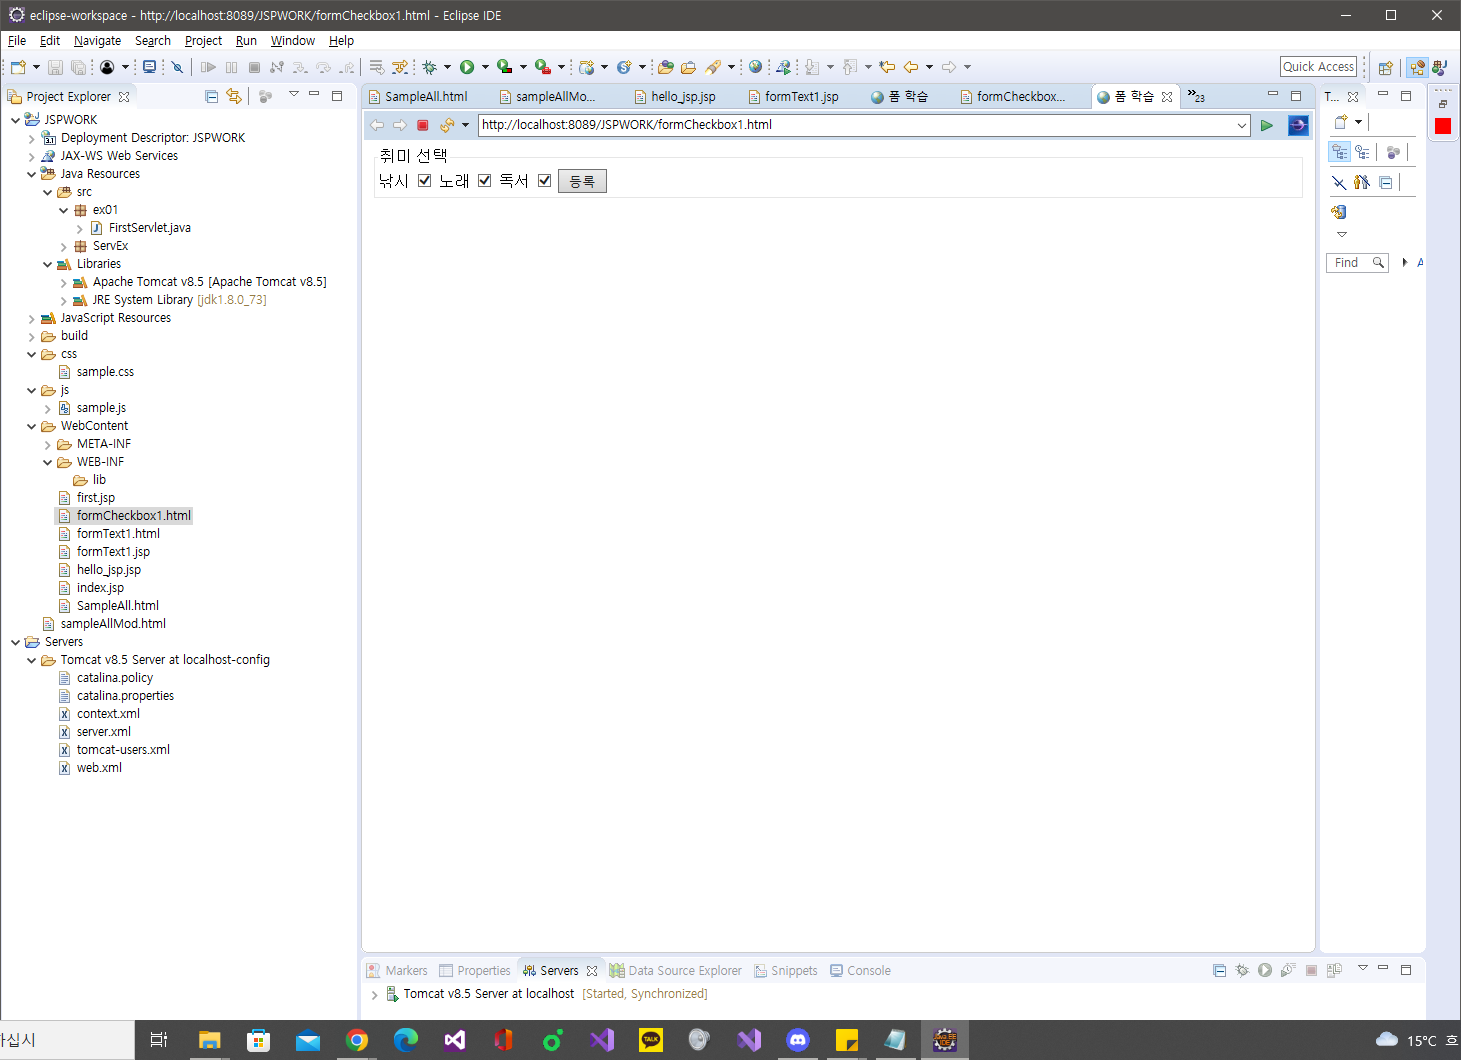 eclipse-workspace - http://localhost:8089/JSPWORK/formCheckbox1.html - Eclipse IDE
File Edit Navigate Search Project Run Window Help
Quick Access
Project Explorer
SampleAll.html sampleAllMo... hello_jsp.jsp formText1.jsp 폼 학습 formCheckbox... 폼 학습 »23
T...
http://localhost:8089/JSPWORK/formCheckbox1.html
취미 선택
낚시 노래 독서 등록
JSPWORK
Deployment Descriptor: JSPWORK
JAX-WS Web Services
Java Resources
src
ex01
FirstServlet.java
ServEx
Libraries
Apache Tomcat v8.5 [Apache Tomcat v8.5]
JRE System Library [jdk1.8.0_73]
JavaScript Resources
build
css
sample.css
js
sample.js
WebContent
META-INF
WEB-INF
lib
first.jsp
formCheckbox1.html
formText1.html
formText1.jsp
hello_jsp.jsp
index.jsp
SampleAll.html
sampleAllMod.html
Servers
Tomcat v8.5 Server at localhost-config
catalina.policy
catalina.properties
context.xml
server.xml
tomcat-users.xml
web.xml
Find A
Markers Properties Servers Data Source Explorer Snippets Console
Tomcat v8.5 Server at localhost [Started, Synchronized]
하십시 TALK Java EE IDE 15°C 흐